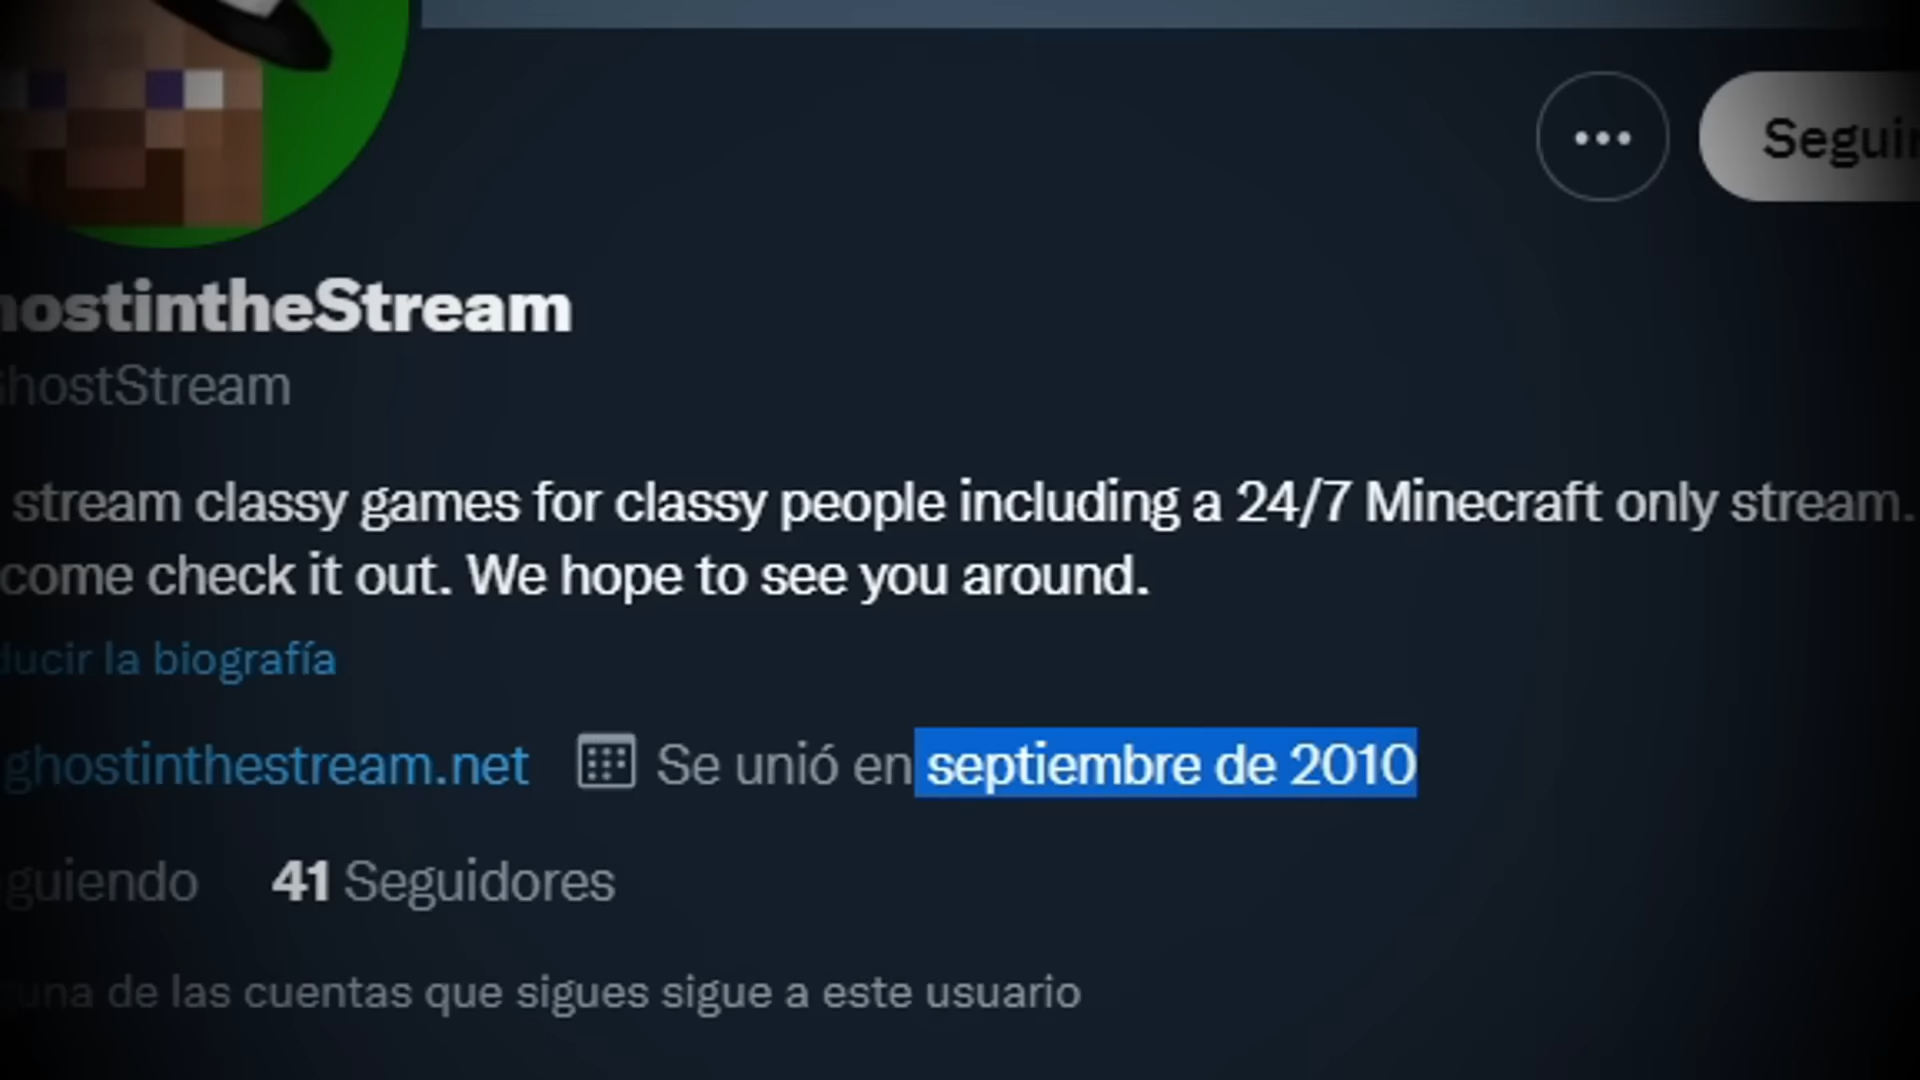 Seguir
hostintheStream
GhostStream
stream classy games for classy people including a 24/7 Minecraft only stream.
come check it out. We hope to see you around.
ducir la biografía
ghostinthestream.net Se unió en septiembre de 2010
guiendo 41 Seguidores
guna de las cuentas que sigues sigue a este usuario